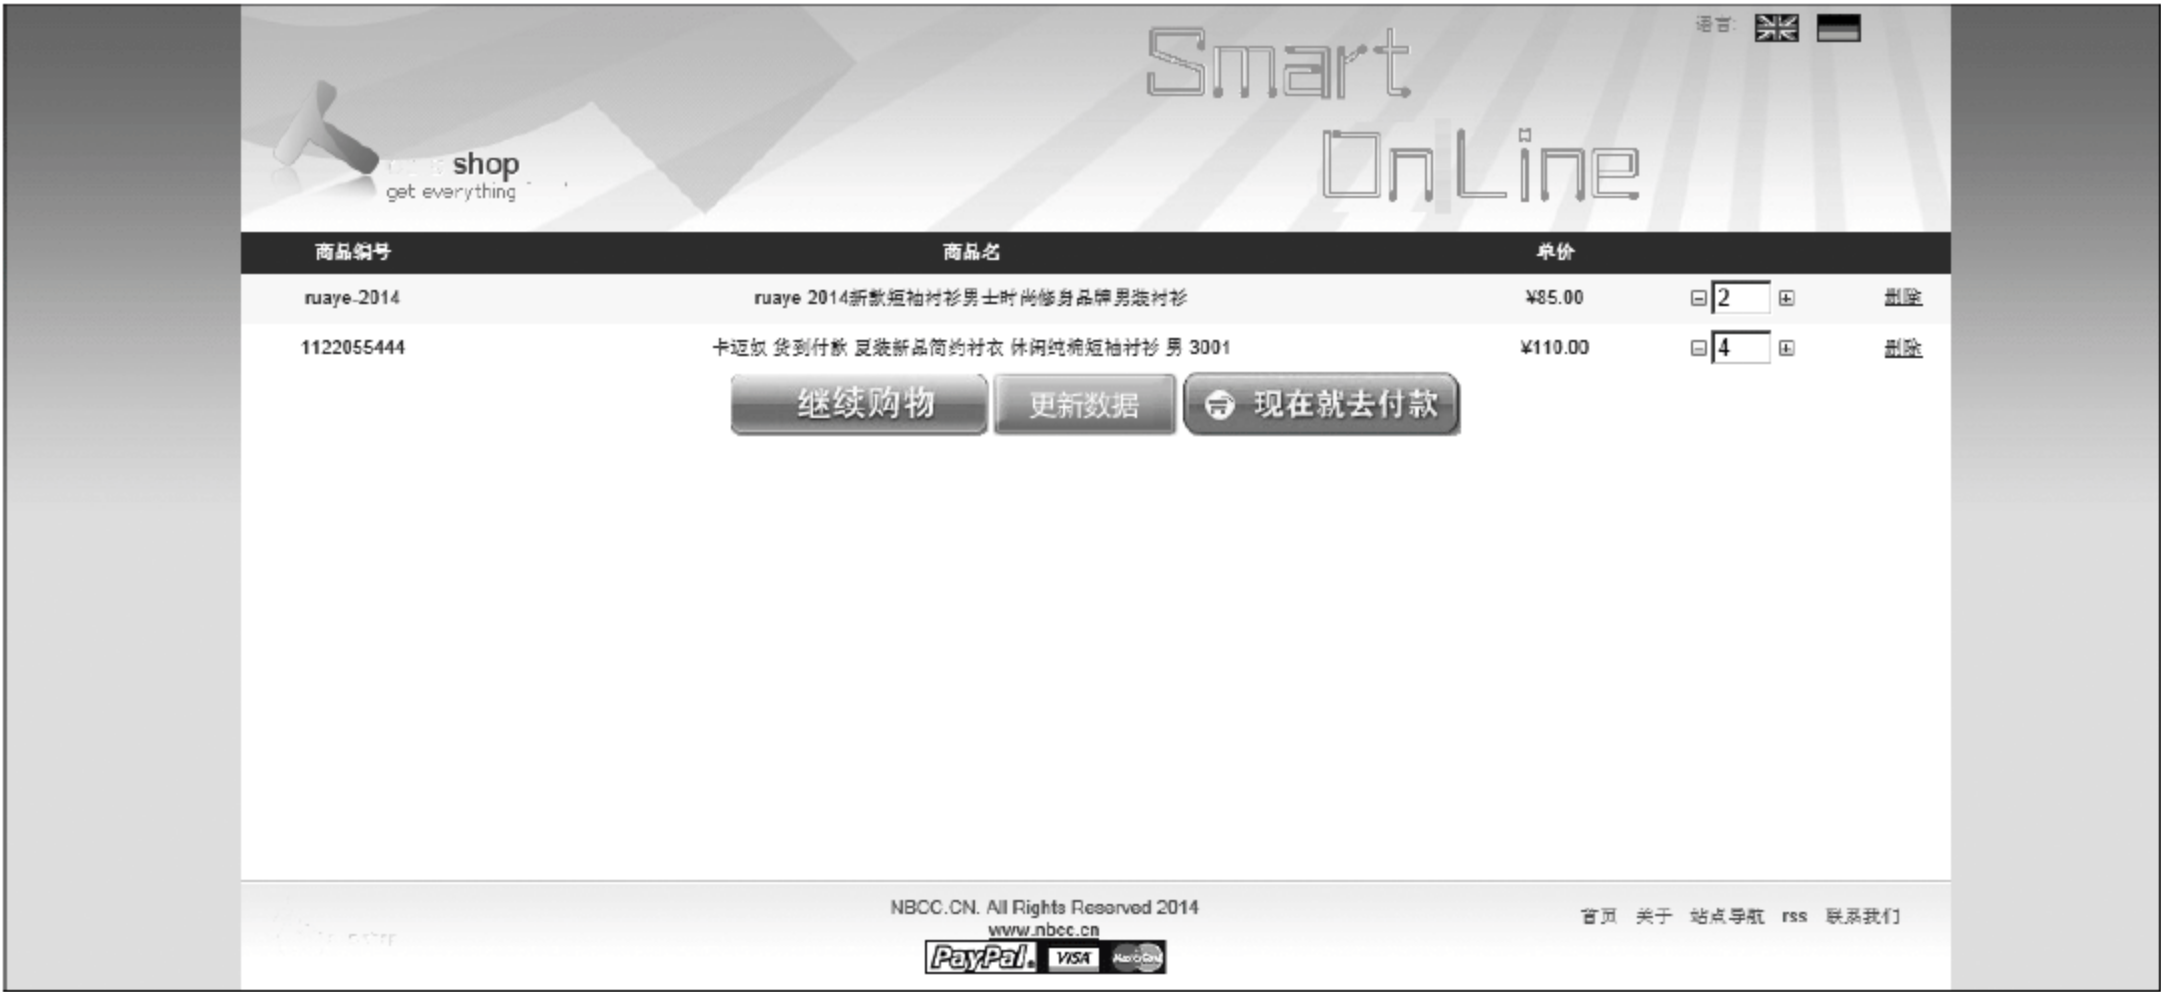 语言:
Smart
OnLine
shop
get everything
商品编号 商品名 单价
ruaye-2014 ruaye 2014新款短袖衬衫男士时尚修身品牌男装衬衫 ¥85.00 2 删除
1122055444 卡迈奴 货到付款 夏装新品简约衬衣 休闲纯棉短袖衬衫 男 3001 ¥110.00 4 删除
继续购物 更新数据 现在就去付款
NBCC.CN. All Rights Reserved 2014
www.nbcc.cn
首页 关于 站点导航 rss 联系我们
PayPal. VISA MasterCard